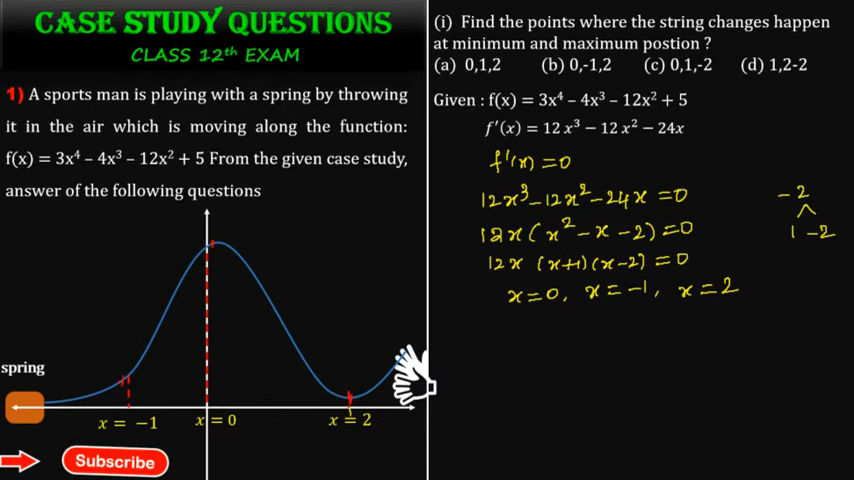 CASE STUDY QUESTIONS
CLASS 12th EXAM
1) A sports man is playing with a spring by throwing
it in the air which is moving along the function:
f(x) = 3x⁴ – 4x³ – 12x² + 5 From the given case study,
answer of the following questions
spring
x = −1
x = 0
x = 2
Subscribe
(i) Find the points where the string changes happen
at minimum and maximum postion ?
(a) 0,1,2 (b) 0,-1,2 (c) 0,1,-2 (d) 1,2-2
Given : f(x) = 3x⁴ – 4x³ – 12x² + 5
f′(x) = 12 x³ − 12 x² − 24x
f'(x) = 0
12x³ − 12x² − 24x = 0
12x (x² − x − 2) = 0
12x (x+1)(x−2) = 0
x = 0, x = −1, x = 2
− 2
1 −2